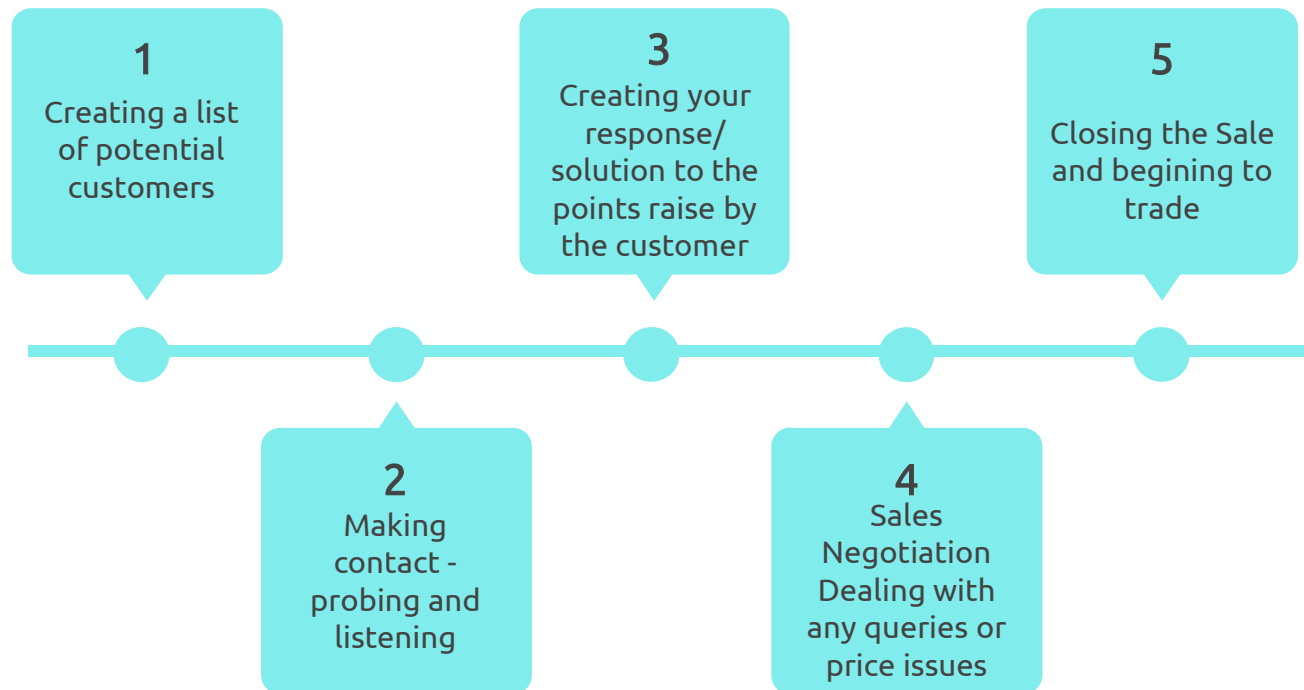 1
Creating a list
of potential
customers
2
Making
contact -
probing and
listening
3
Creating your
response/
solution to the
points raise by
the customer
4
Sales
Negotiation
Dealing with
any queries or
price issues
5
Closing the Sale
and begining to
trade